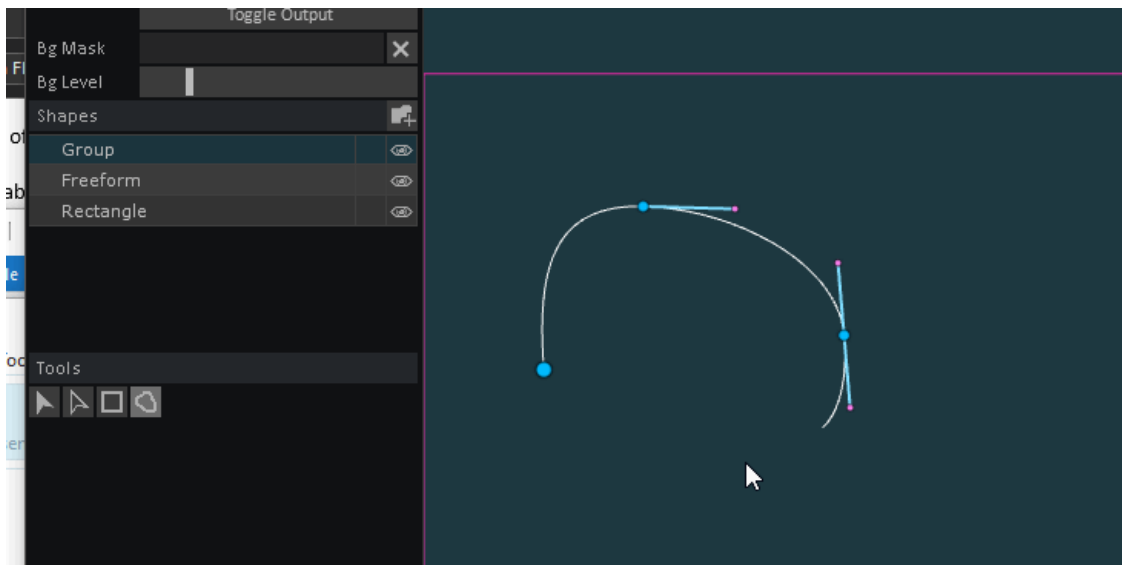 Toggle Output
Bg Mask
Bg Level
Shapes
Group
Freeform
Rectangle
Tools